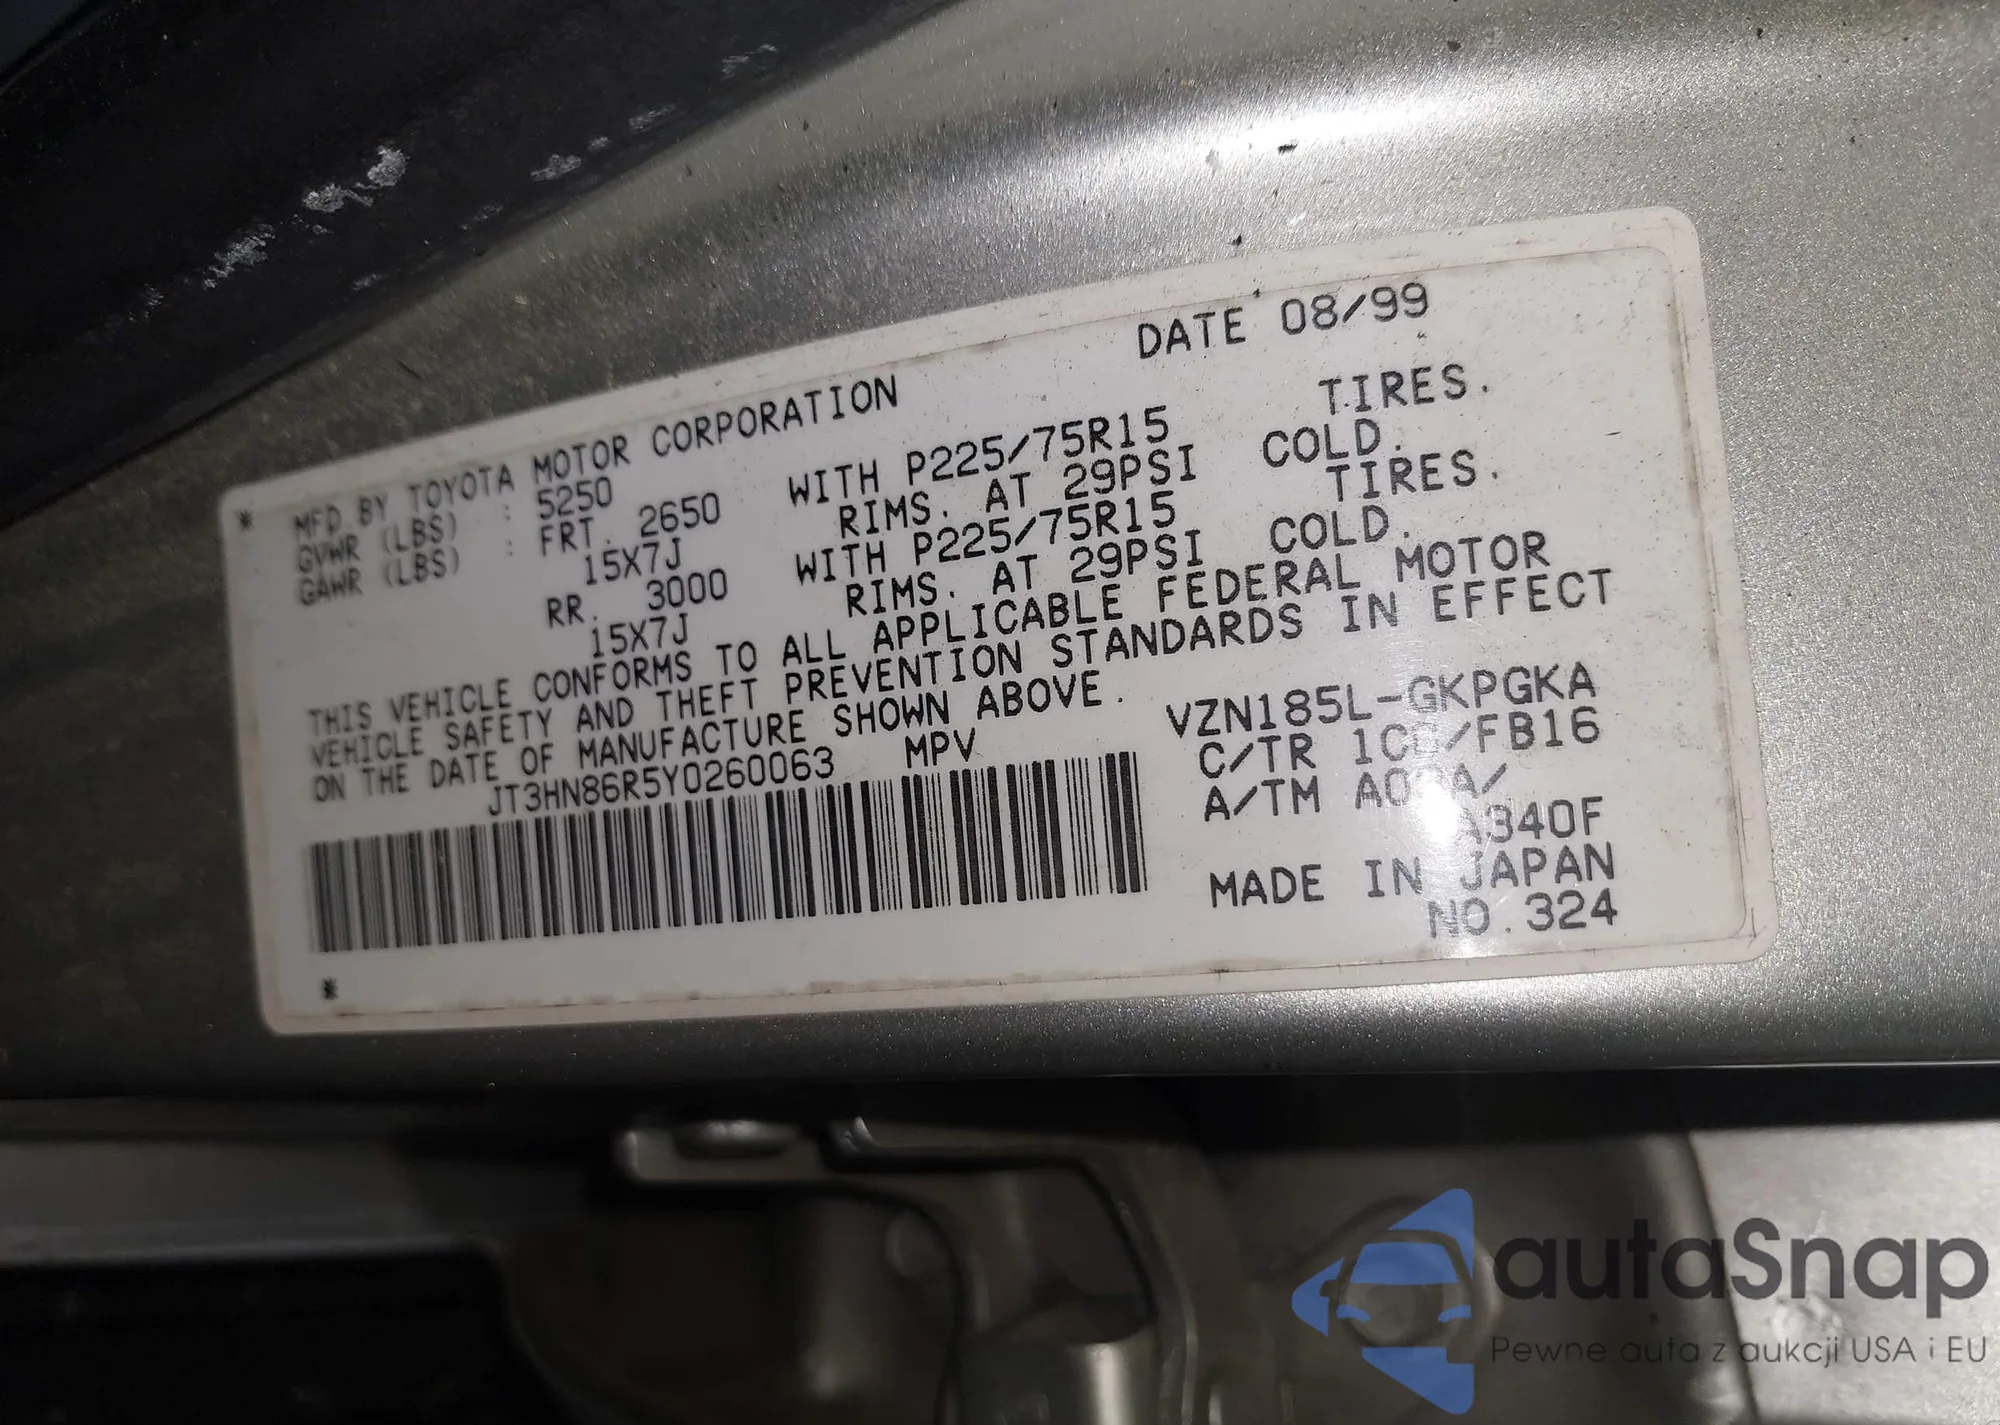 DATE 08/99
* MFD BY TOYOTA MOTOR CORPORATION
GVWR (LBS) : 5250
GAWR (LBS) : FRT. 2650 WITH P225/75R15 TIRES.
15X7J RIMS. AT 29PSI COLD.
RR. 3000 WITH P225/75R15 TIRES.
15X7J RIMS. AT 29PSI COLD.
THIS VEHICLE CONFORMS TO ALL APPLICABLE FEDERAL MOTOR
VEHICLE SAFETY AND THEFT PREVENTION STANDARDS IN EFFECT
ON THE DATE OF MANUFACTURE SHOWN ABOVE.
JT3HN86R5Y0260063 MPV
VZN185L-GKPGKA
C/TR
A/TM
A340F
MADE IN JAPAN
NO.324
*
autaSnap
Pewne auta z aukcji USA i EU